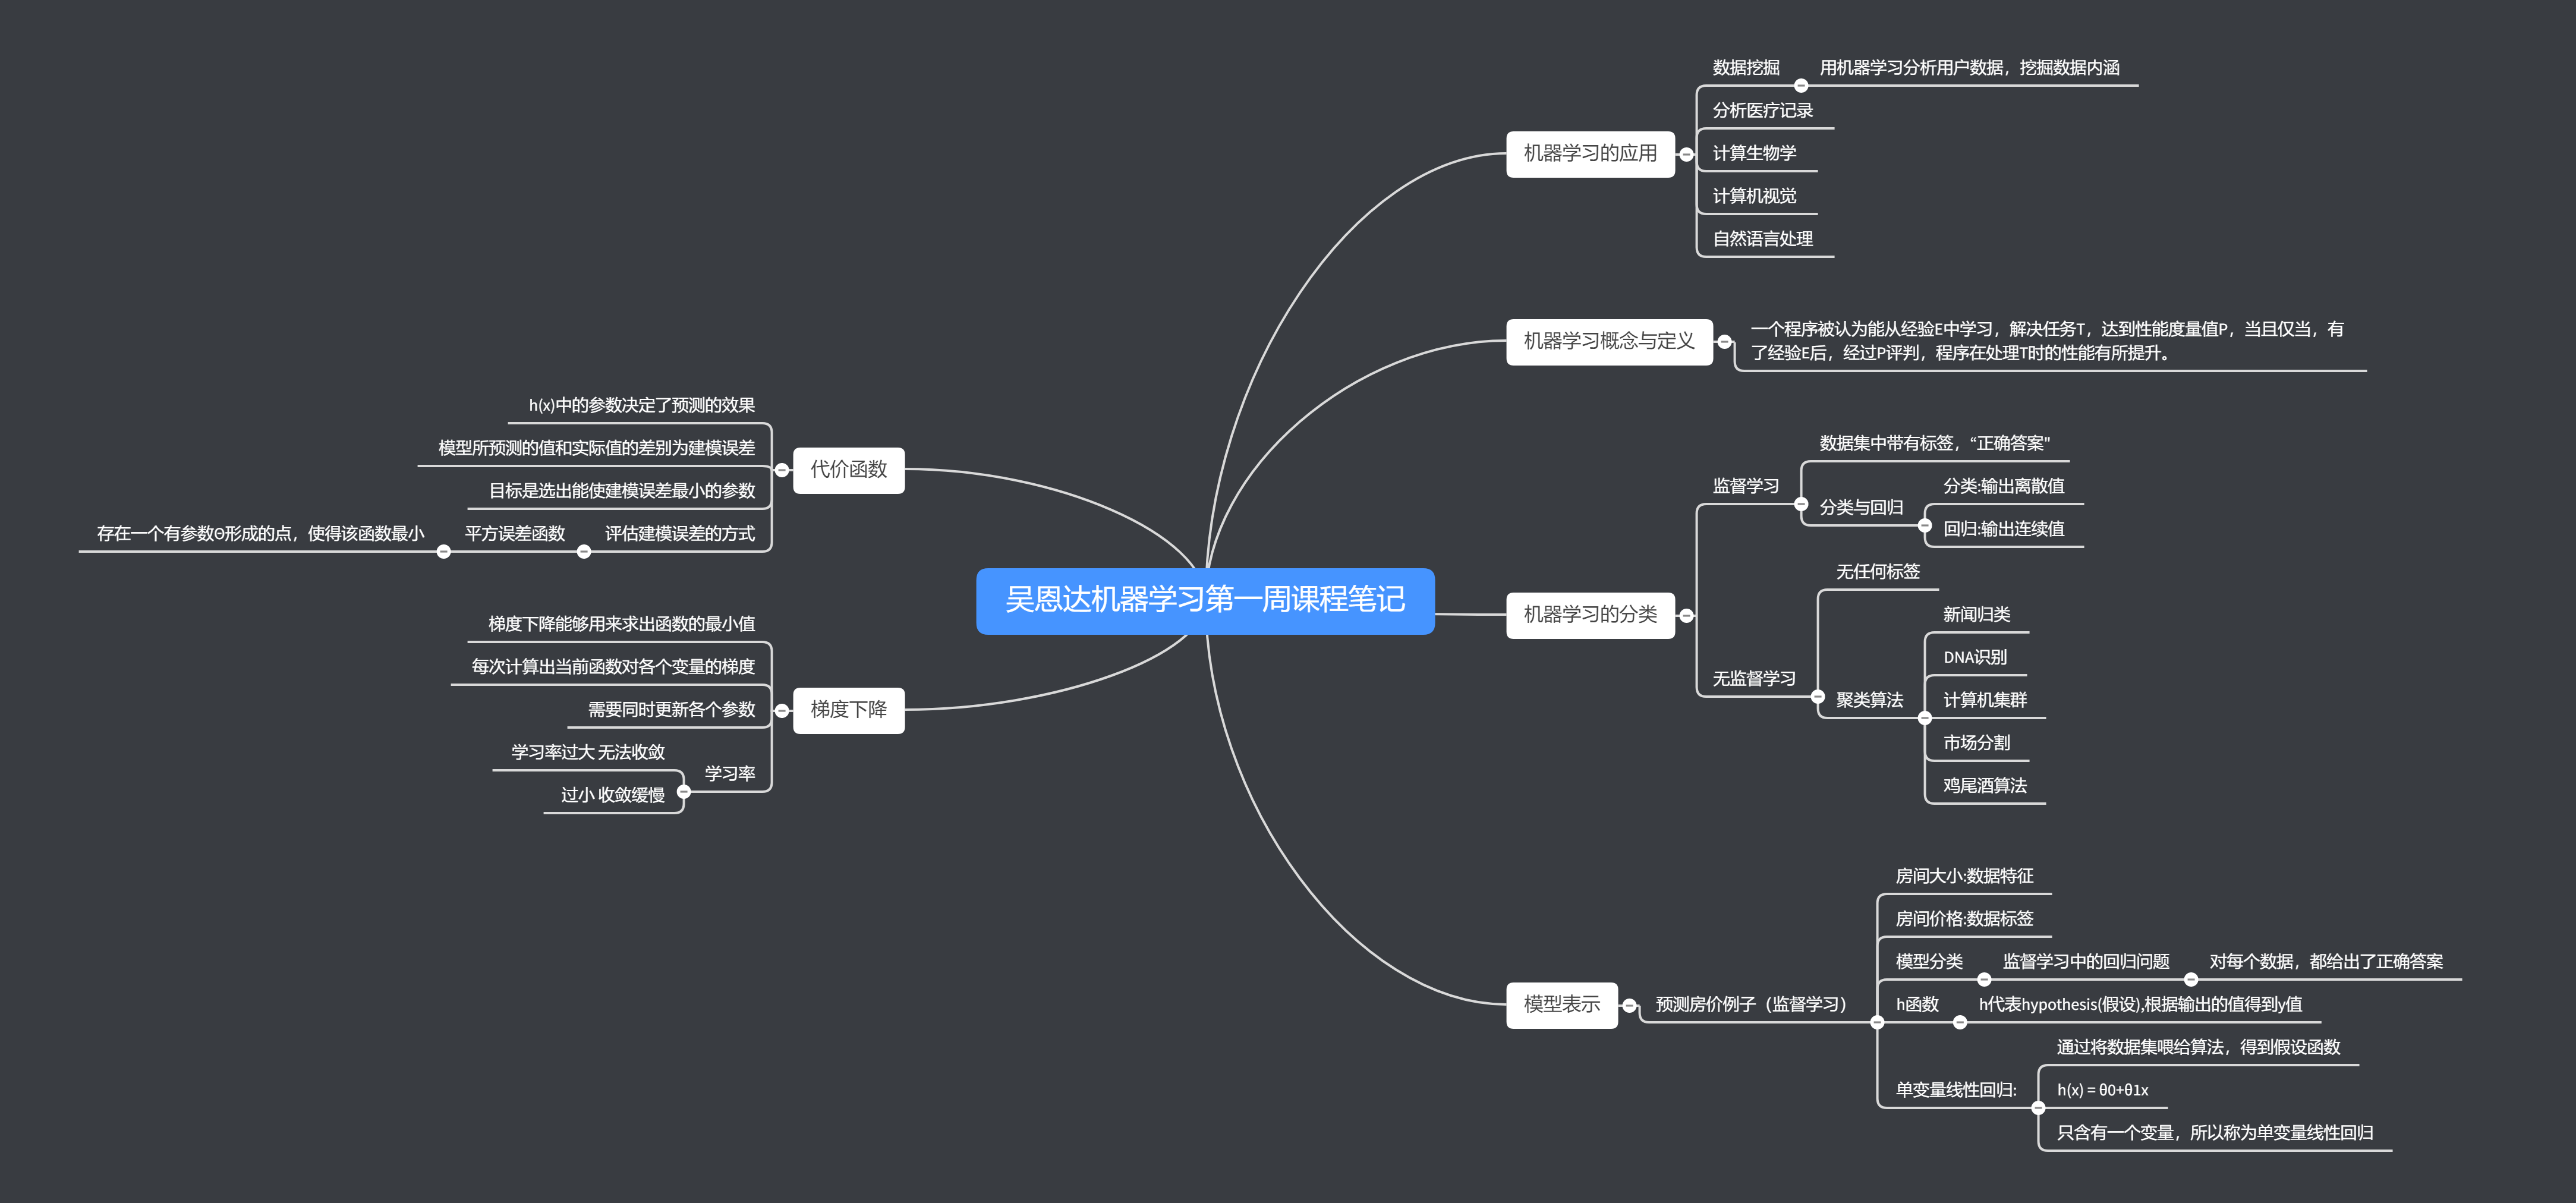 吴恩达机器学习第一周课程笔记
机器学习的应用
数据挖掘
用机器学习分析用户数据，挖掘数据内涵
分析医疗记录
计算生物学
计算机视觉
自然语言处理
机器学习概念与定义
一个程序被认为能从经验E中学习，解决任务T，达到性能度量值P，当且仅当，有
了经验E后，经过P评判，程序在处理T时的性能有所提升。
机器学习的分类
监督学习
数据集中带有标签，“正确答案"
分类与回归
分类:输出离散值
回归:输出连续值
无监督学习
无任何标签
聚类算法
新闻归类
DNA识别
计算机集群
市场分割
鸡尾酒算法
模型表示
预测房价例子（监督学习）
房间大小:数据特征
房间价格:数据标签
模型分类
监督学习中的回归问题
对每个数据，都给出了正确答案
h函数
h代表hypothesis(假设),根据输出的值得到y值
单变量线性回归:
通过将数据集喂给算法，得到假设函数
h(x) = θ0+θ1x
只含有一个变量，所以称为单变量线性回归
代价函数
h(x)中的参数决定了预测的效果
模型所预测的值和实际值的差别为建模误差
目标是选出能使建模误差最小的参数
评估建模误差的方式
平方误差函数
存在一个有参数Θ形成的点，使得该函数最小
梯度下降
梯度下降能够用来求出函数的最小值
每次计算出当前函数对各个变量的梯度
需要同时更新各个参数
学习率
学习率过大 无法收敛
过小 收敛缓慢